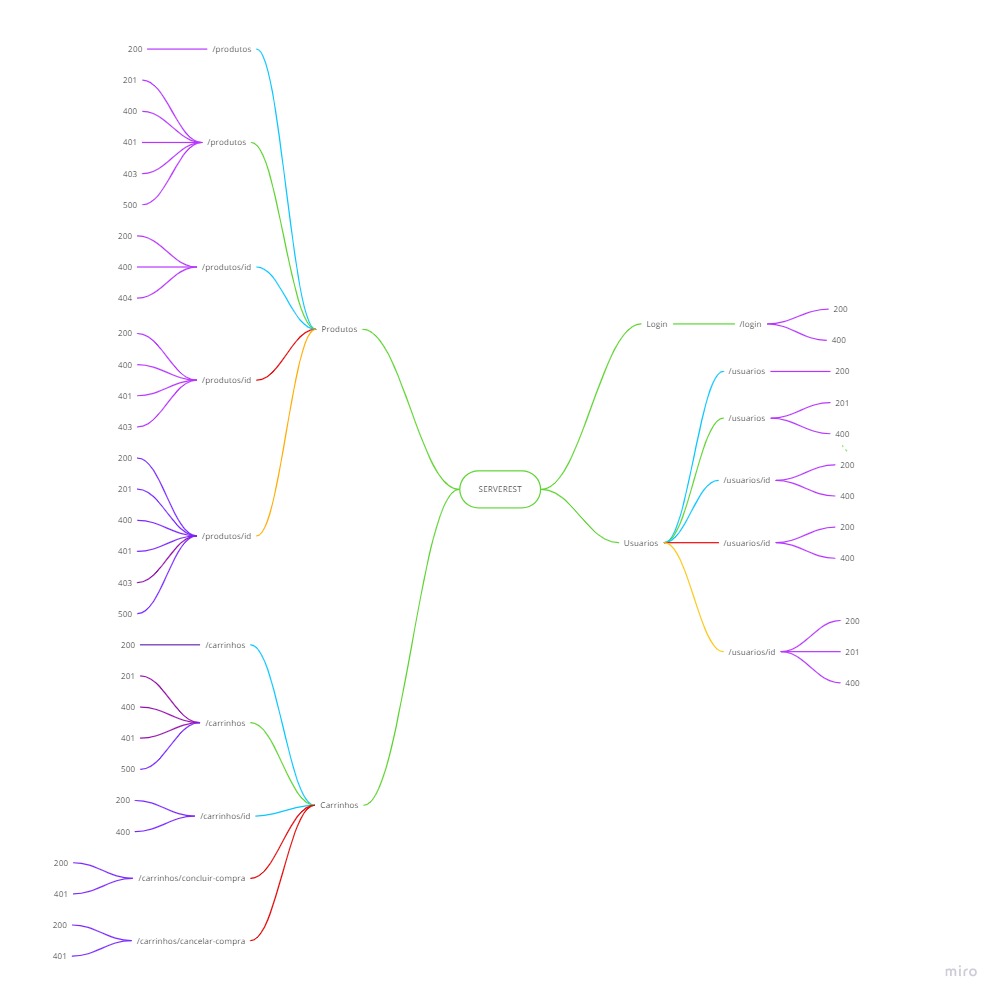 SERVEREST
Produtos
/produtos
200
/produtos
201
400
401
403
500
/produtos/id
200
400
404
/produtos/id
200
400
401
403
/produtos/id
200
201
400
401
403
500
Carrinhos
/carrinhos
200
/carrinhos
201
400
401
500
/carrinhos/id
200
400
/carrinhos/concluir-compra
200
401
/carrinhos/cancelar-compra
200
401
Login
/login
200
400
Usuarios
/usuarios
200
/usuarios
201
400
/usuarios/id
200
400
/usuarios/id
200
400
/usuarios/id
200
201
400
miro